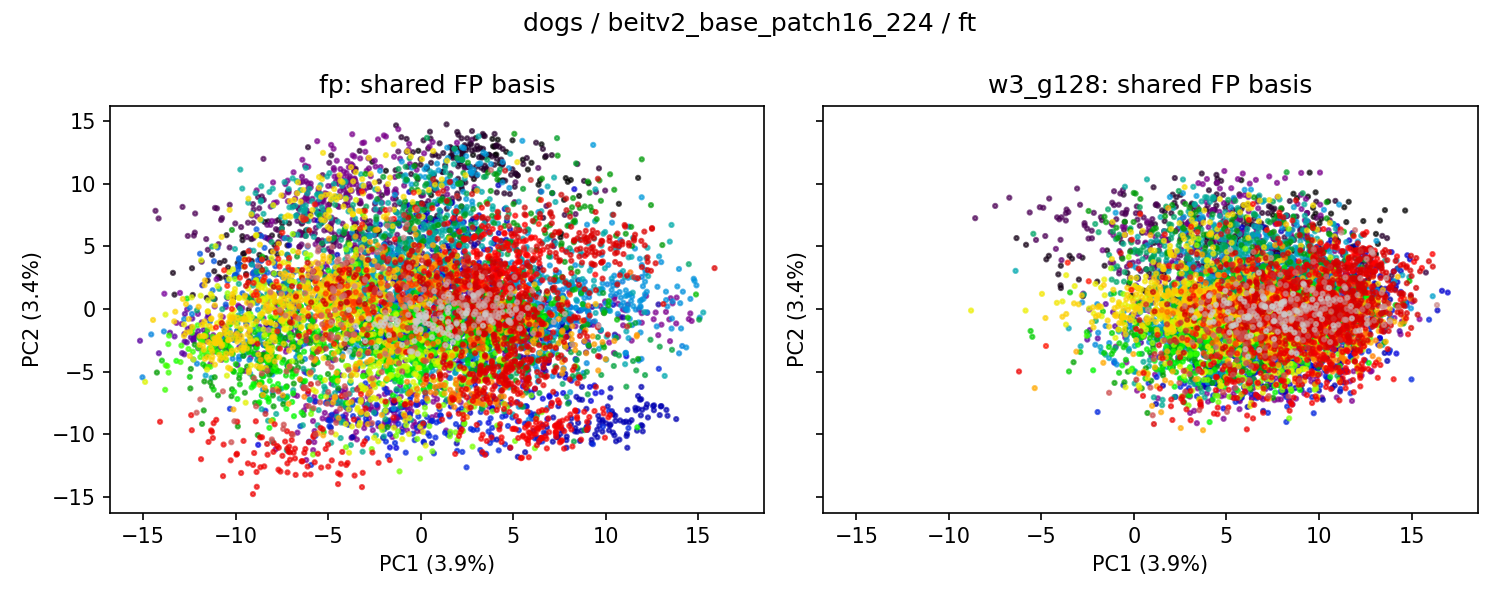 dogs / beitv2_base_patch16_224 / ft
fp: shared FP basis
w3_g128: shared FP basis
15
10
5
0
−5
−10
−15
PC2 (3.4%)
PC2 (3.4%)
−15 −10 −5 0 5 10 15
−15 −10 −5 0 5 10 15
PC1 (3.9%)
PC1 (3.9%)